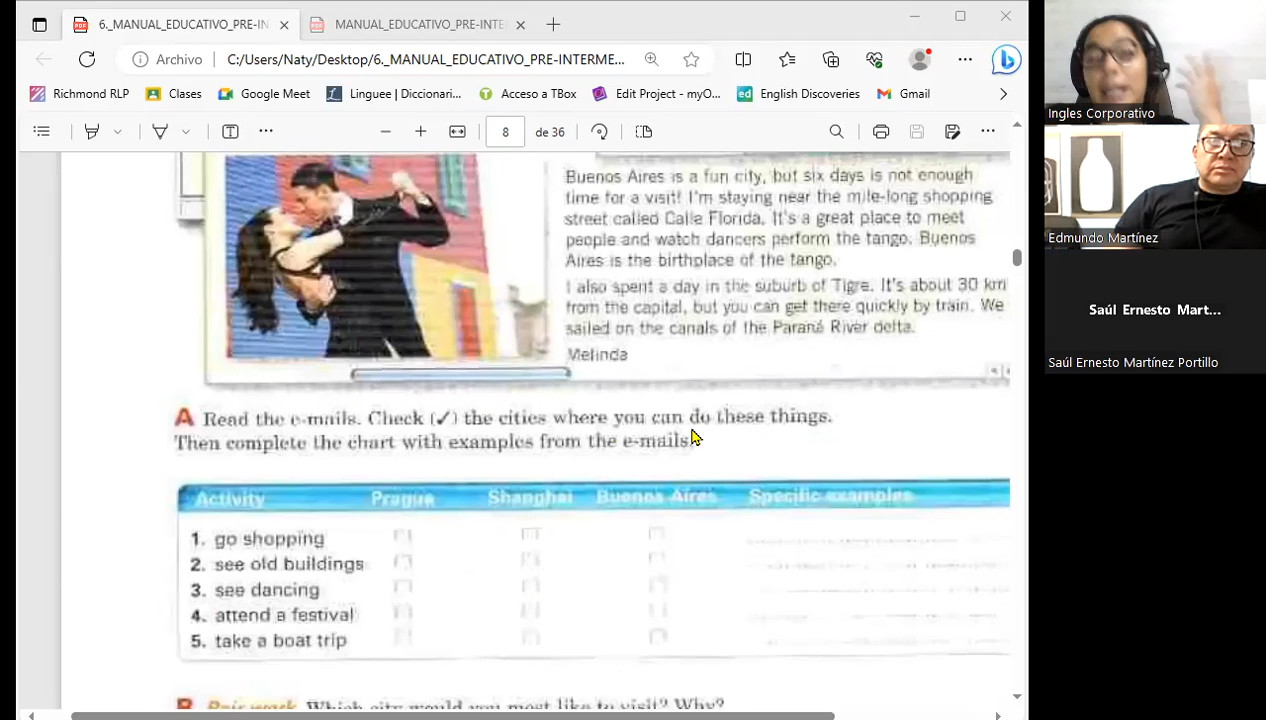 6._MANUAL_EDUCATIVO_PRE-IN
MANUAL_EDUCATIVO_PRE-INTE
Archivo
C:/Users/Naty/Desktop/6._MANUAL_EDUCATIVO_PRE-INTERME...
Richmond RLP
Clases
Google Meet
Linguee | Diccionari...
Acceso a TBox
Edit Project - myO...
ed
English Discoveries
Gmail
8
de 36
Buenos Aires is a fun city, but six days is not enough
time for a visit! I'm staying near the mile-long shopping
street called Calle Florida. It's a great place to meet
people and watch dancers perform the tango. Buenos
Aires is the birthplace of the tango.
I also spent a day in the suburb of Tigre. It's about 30 km
from the capital, but you can get there quickly by train. We
sailed on the canals of the Paraná River delta.
Melinda
A Read the e-mails. Check (✓) the cities where you can do these things.
Then complete the chart with examples from the e-mails.
Activity Prague Shanghai Buenos Aires Specific examples
1. go shopping
2. see old buildings
3. see dancing
4. attend a festival
5. take a boat trip
B Pair work Which city would you most like to visit? Why?
Ingles Corporativo
Edmundo Martínez
Saúl Ernesto Mart...
Saúl Ernesto Martínez Portillo